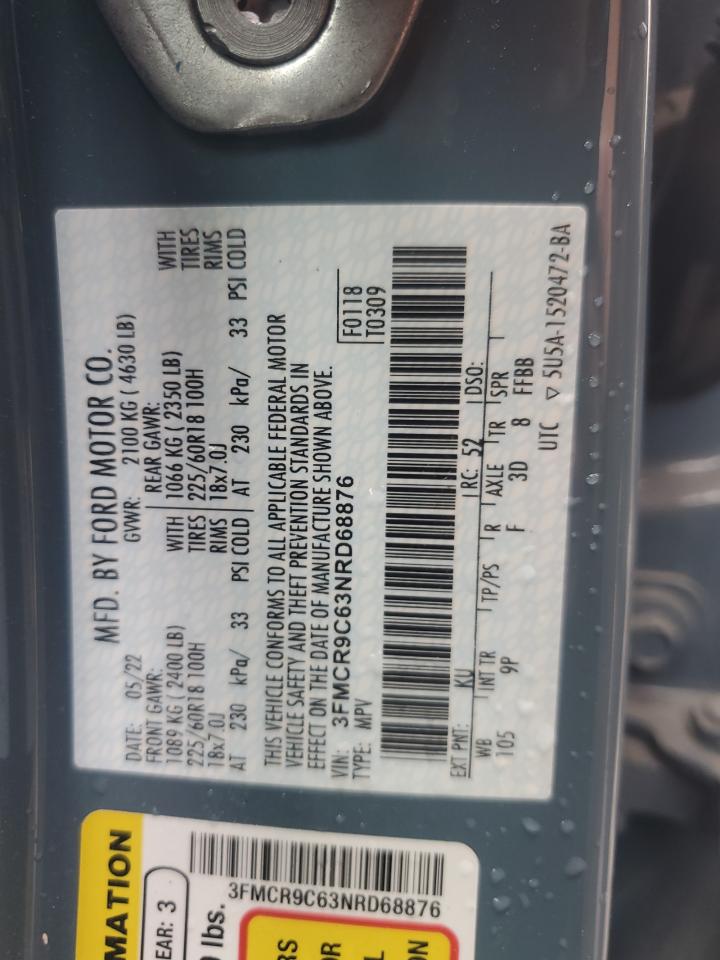 MFD. BY FORD MOTOR CO.
DATE: 05/22 GVWR: 2100 KG ( 4630 LB)
FRONT GAWR: REAR GAWR:
1089 KG ( 2400 LB) WITH 1066 KG ( 2350 LB) WITH
225/60R18 100H TIRES 225/60R18 100H TIRES
18x7.0J RIMS 18x7.0J RIMS
AT 230 kPa/ 33 PSI COLD AT 230 kPa/ 33 PSI COLD
THIS VEHICLE CONFORMS TO ALL APPLICABLE FEDERAL MOTOR
VEHICLE SAFETY AND THEFT PREVENTION STANDARDS IN
EFFECT ON THE DATE OF MANUFACTURE SHOWN ABOVE.
VIN: 3FMCR9C63NRD68876 F0118
TYPE: MPV T0309
EXT PNT: KU RC: 52 DSO:
WB INT TR TP/PS R AXLE TR SPR
105 9P F 3D 8 FFBB
UTC ▽ 5U5A-1520472-BA
MATION
EAR: 3
lbs.
3FMCR9C63NRD68876